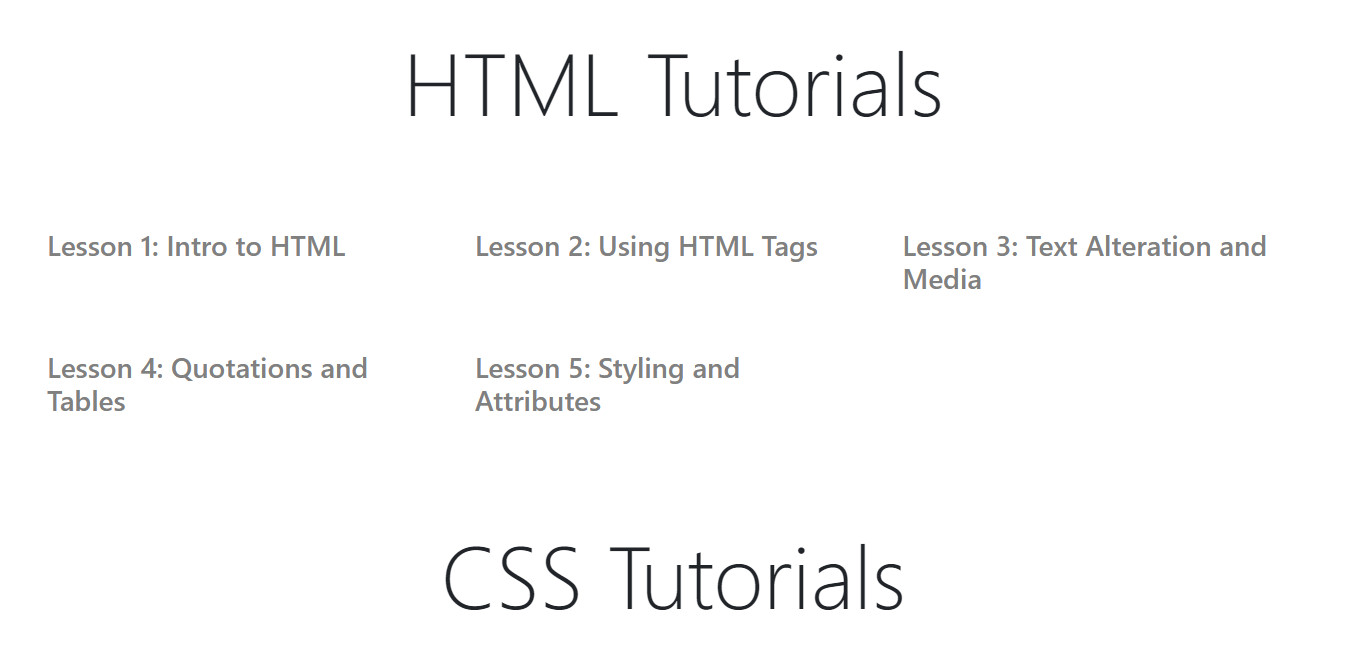 HTML Tutorials
Lesson 1: Intro to HTML
Lesson 2: Using HTML Tags
Lesson 3: Text Alteration and
Media
Lesson 4: Quotations and
Tables
Lesson 5: Styling and
Attributes
CSS Tutorials